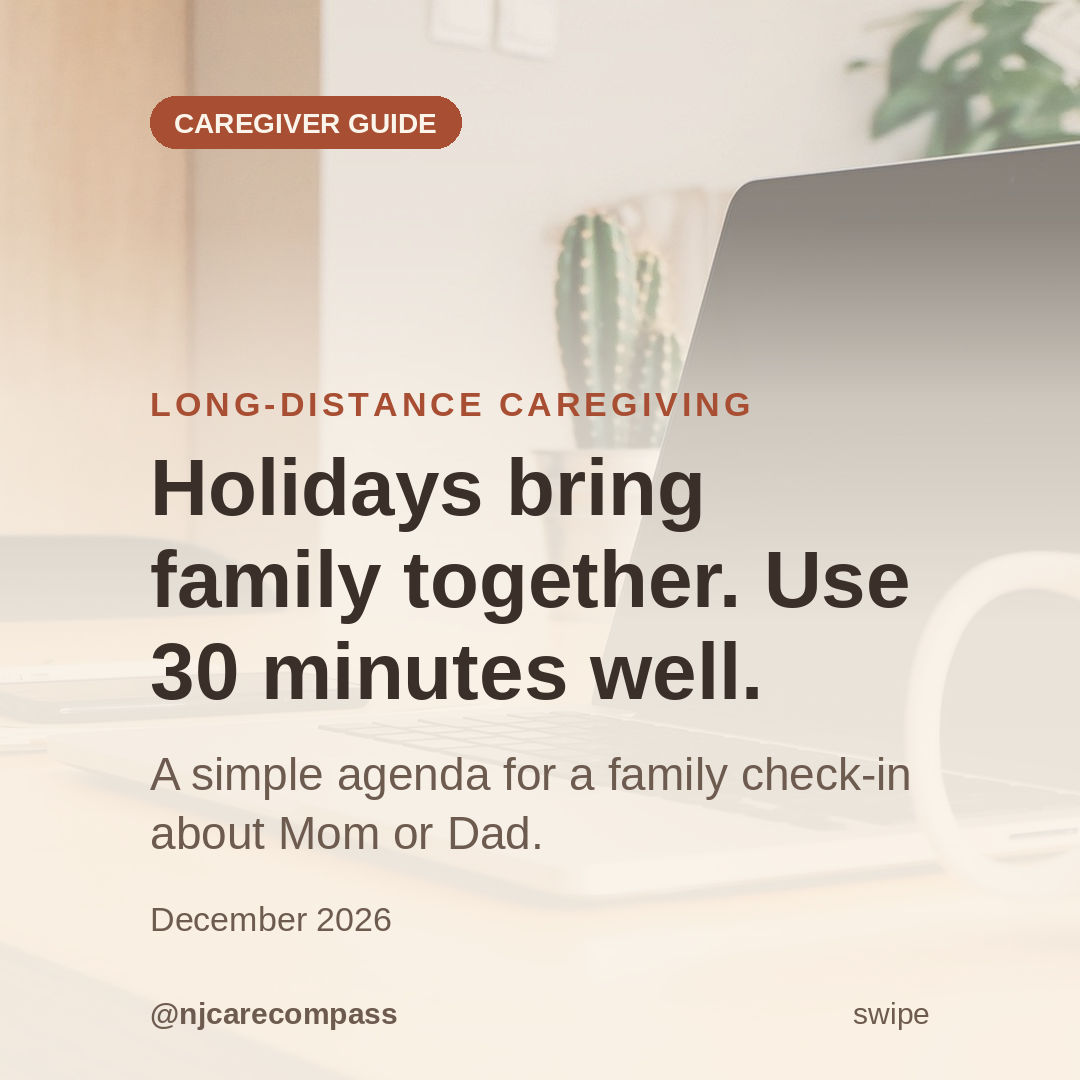 CAREGIVER GUIDE
LONG-DISTANCE CAREGIVING
Holidays bring
family together. Use
30 minutes well.
A simple agenda for a family check-in
about Mom or Dad.
December 2026
@njcarecompass
swipe